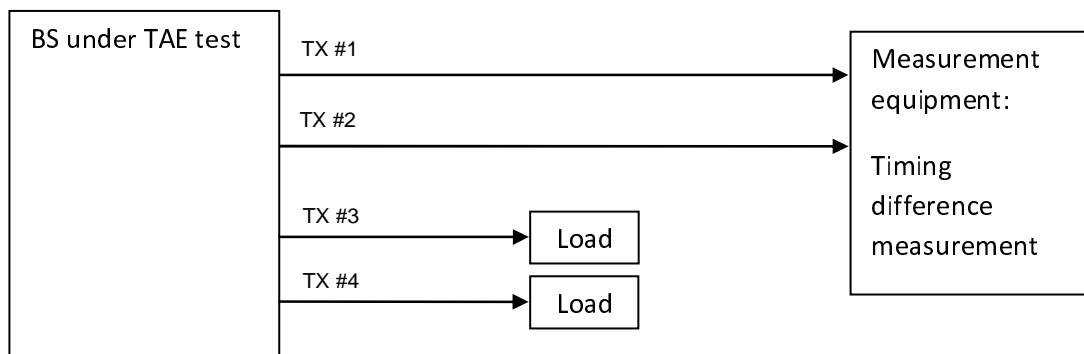 BS under TAE test
TX #1
TX #2
TX #3
TX #4
Load
Load
Measurement
equipment:
Timing
difference
measurement